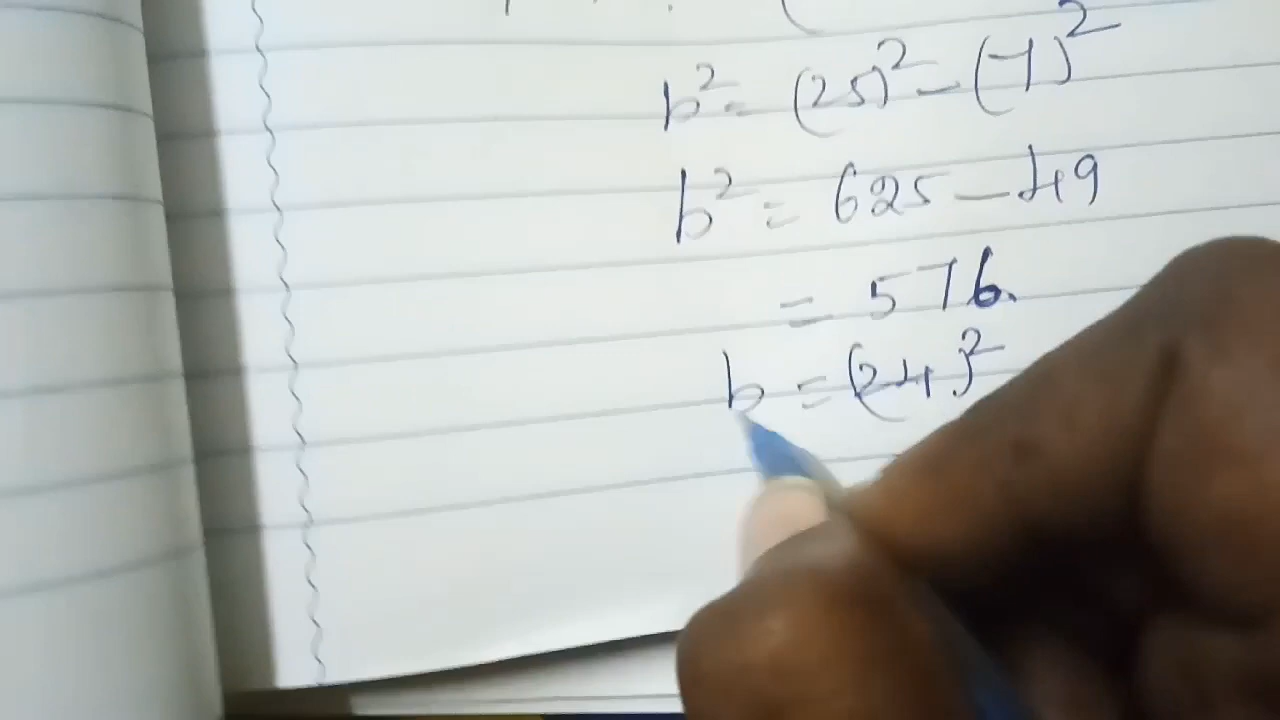 b² = (25)² - (7)²
b² = 625 - 49
= 576
b = (24)²